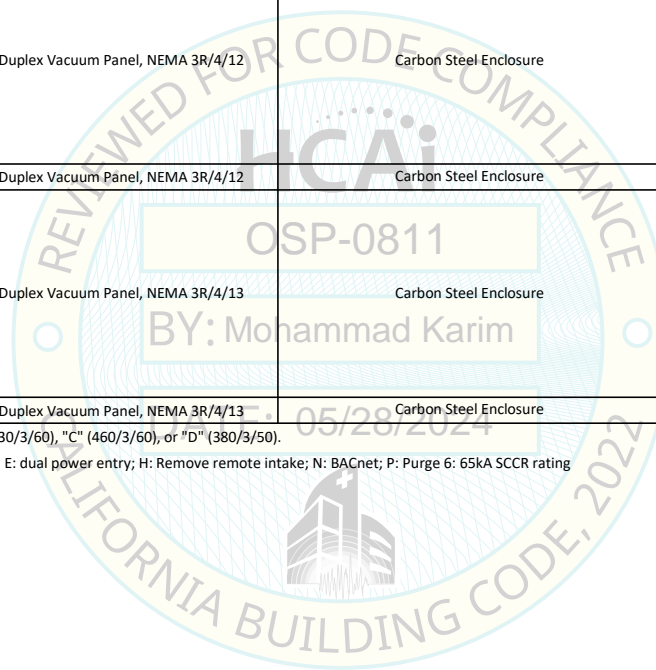 Duplex Vacuum Panel, NEMA 3R/4/12 Carbon Steel Enclosure
REVIEWED FOR CODE COMPLIANCE
HCAi
Duplex Vacuum Panel, NEMA 3R/4/12 Carbon Steel Enclosure
OSP-0811
Duplex Vacuum Panel, NEMA 3R/4/13 Carbon Steel Enclosure
BY: Mohammad Karim
Duplex Vacuum Panel, NEMA 3R/4/13 Carbon Steel Enclosure
DATE: 05/28/2024
30/3/60), "C" (460/3/60), or "D" (380/3/50).
E: dual power entry; H: Remove remote intake; N: BACnet; P: Purge 6: 65kA SCCR rating
CALIFORNIA BUILDING CODE, 2022